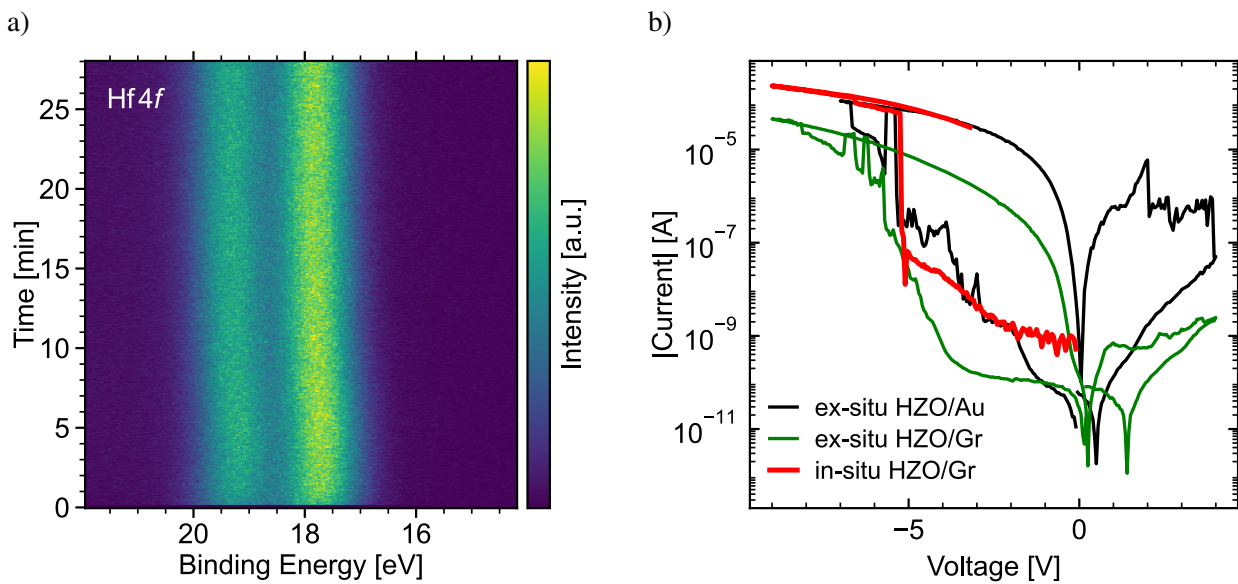 a)
Hf 4f
25
20
15
10
5
0
Time [min]
20
18
16
Binding Energy [eV]
Intensity [a.u.]
b)
10⁻⁵
10⁻⁷
10⁻⁹
10⁻¹¹
|Current| [A]
ex-situ HZO/Au
ex-situ HZO/Gr
in-situ HZO/Gr
−5
0
Voltage [V]